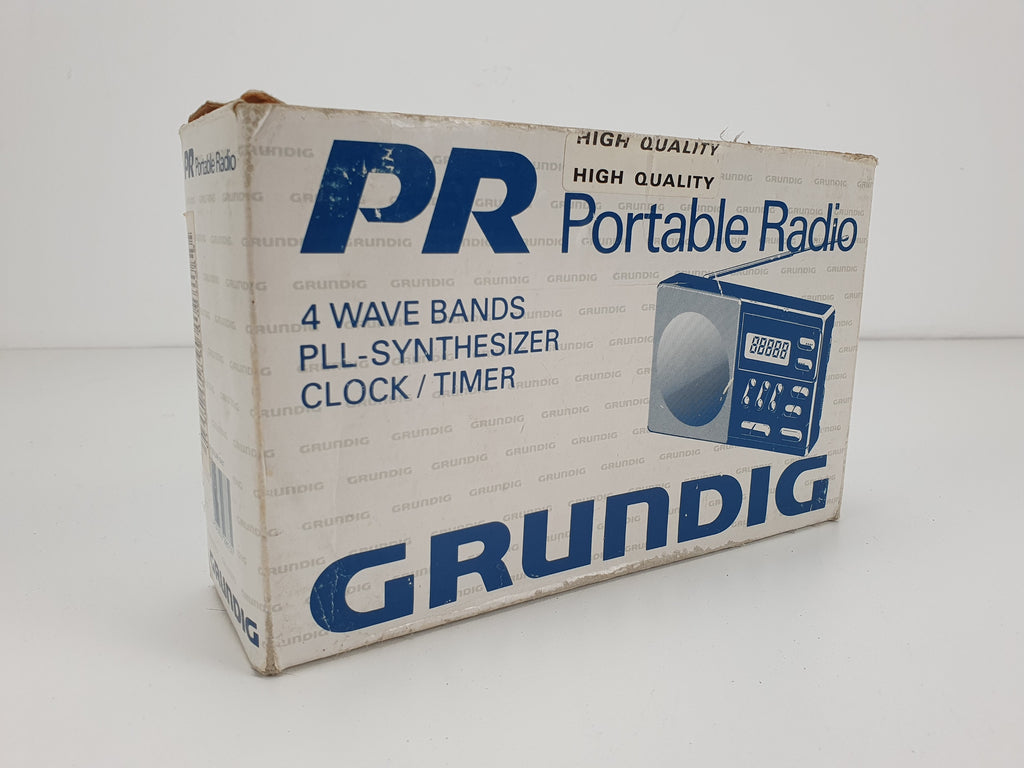 PR Portable Radio
HIGH QUALITY
HIGH QUALITY
PR Portable Radio
4 WAVE BANDS
PLL-SYNTHESIZER
CLOCK / TIMER
88888
GRUNDIG
GRUNDIG